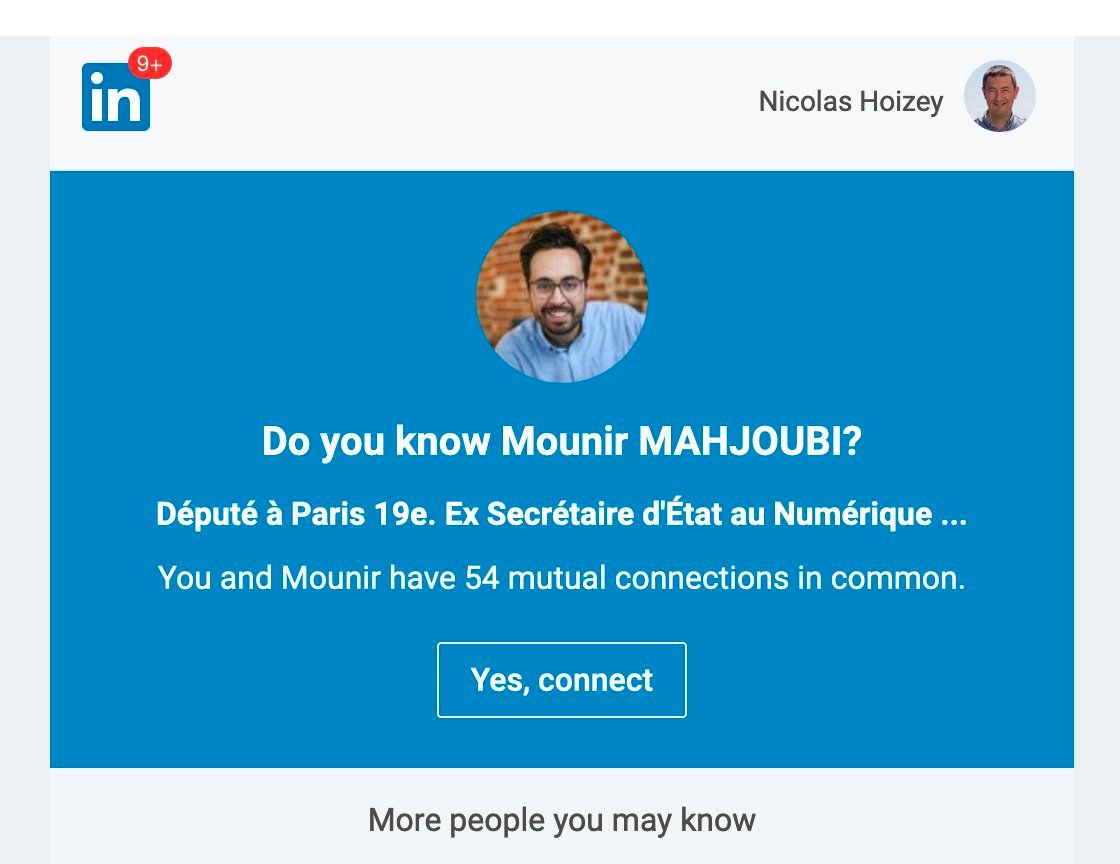 in
9+
Nicolas Hoizey
Do you know Mounir MAHJOUBI?
Député à Paris 19e. Ex Secrétaire d'État au Numérique ...
You and Mounir have 54 mutual connections in common.
Yes, connect
More people you may know